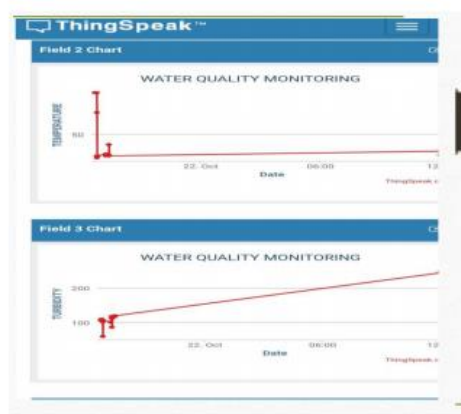 ThingSpeak™
Field 2 Chart
WATER QUALITY MONITORING
TEMPERATURE
50
22. Oct
06:00
12
Date
ThingSpeak.c
Field 3 Chart
WATER QUALITY MONITORING
TURBIDITY
200
100
22. Oct
06:00
12
Date
ThingSpeak.c